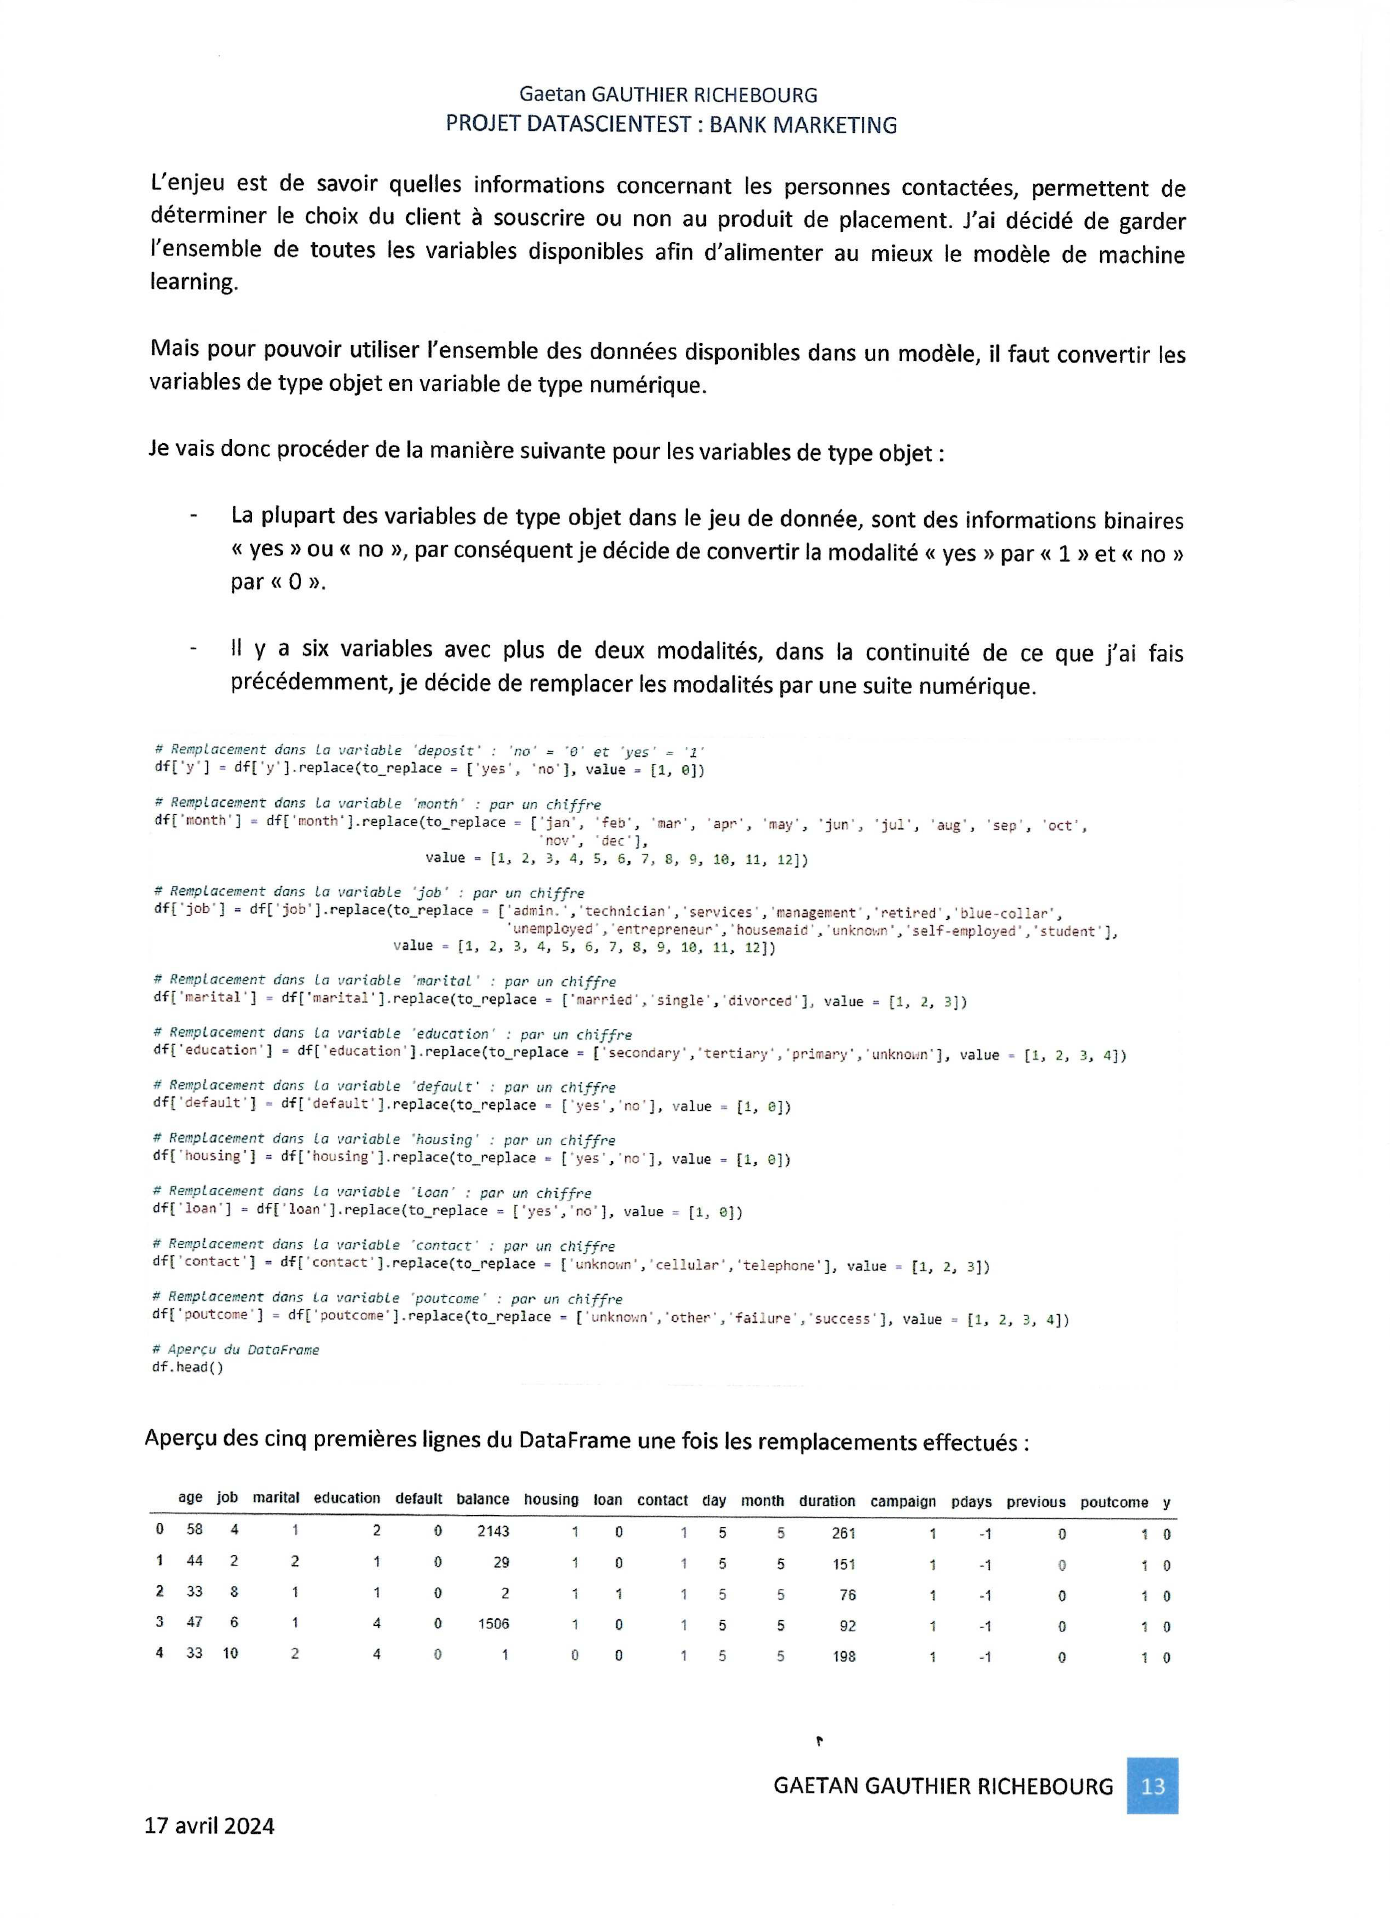 Gaetan GAUTHIER RICHEBOURG
PROJET DATASCIENTEST : BANK MARKETING
L'enjeu est de savoir quelles informations concernant les personnes contactées, permettent de
déterminer le choix du client à souscrire ou non au produit de placement. J'ai décidé de garder
l'ensemble de toutes les variables disponibles afin d'alimenter au mieux le modèle de machine
learning.
Mais pour pouvoir utiliser l'ensemble des données disponibles dans un modèle, il faut convertir les
variables de type objet en variable de type numérique.
Je vais donc procéder de la manière suivante pour les variables de type objet :
- La plupart des variables de type objet dans le jeu de donnée, sont des informations binaires
« yes » ou « no », par conséquent je décide de convertir la modalité « yes » par « 1 » et « no »
par « 0 ».
- Il y a six variables avec plus de deux modalités, dans la continuité de ce que j'ai fais
précédemment, je décide de remplacer les modalités par une suite numérique.
# Remplacement dans la variable 'deposit' : 'no' = '0' et 'yes' = '1'
df['y'] = df['y'].replace(to_replace = ['yes', 'no'], value = [1, 0])
# Remplacement dans la variable 'month' : par un chiffre
df['month'] = df['month'].replace(to_replace = ['jan', 'feb', 'mar', 'apr', 'may', 'jun', 'jul', 'aug', 'sep', 'oct',
'nov', 'dec'],
value = [1, 2, 3, 4, 5, 6, 7, 8, 9, 10, 11, 12])
# Remplacement dans la variable 'job' : par un chiffre
df['job'] = df['job'].replace(to_replace = ['admin.','technician','services','management','retired','blue-collar',
'unemployed','entrepreneur','housemaid','unknown','self-employed','student'],
value = [1, 2, 3, 4, 5, 6, 7, 8, 9, 10, 11, 12])
# Remplacement dans la variable 'marital' : par un chiffre
df['marital'] = df['marital'].replace(to_replace = ['married','single','divorced'], value = [1, 2, 3])
# Remplacement dans la variable 'education' : par un chiffre
df['education'] = df['education'].replace(to_replace = ['secondary','tertiary','primary','unknown'], value = [1, 2, 3, 4])
# Remplacement dans la variable 'default' : par un chiffre
df['default'] = df['default'].replace(to_replace = ['yes','no'], value = [1, 0])
# Remplacement dans la variable 'housing' : par un chiffre
df['housing'] = df['housing'].replace(to_replace = ['yes','no'], value = [1, 0])
# Remplacement dans la variable 'loan' : par un chiffre
df['loan'] = df['loan'].replace(to_replace = ['yes','no'], value = [1, 0])
# Remplacement dans la variable 'contact' : par un chiffre
df['contact'] = df['contact'].replace(to_replace = ['unknown','cellular','telephone'], value = [1, 2, 3])
# Remplacement dans la variable 'poutcome' : par un chiffre
df['poutcome'] = df['poutcome'].replace(to_replace = ['unknown','other','failure','success'], value = [1, 2, 3, 4])
# Aperçu du DataFrame
df.head()
Aperçu des cinq premières lignes du DataFrame une fois les remplacements effectués :
age job marital education default balance housing loan contact day month duration campaign pdays previous poutcome y
0 58 4 1 2 0 2143 1 0 1 5 5 261 1 -1 0 1 0
1 44 2 2 1 0 29 1 0 1 5 5 151 1 -1 0 1 0
2 33 8 1 1 0 2 1 1 1 5 5 76 1 -1 0 1 0
3 47 6 1 4 0 1506 1 0 1 5 5 92 1 -1 0 1 0
4 33 10 2 4 0 1 0 0 1 5 5 198 1 -1 0 1 0
GAETAN GAUTHIER RICHEBOURG 13
17 avril 2024